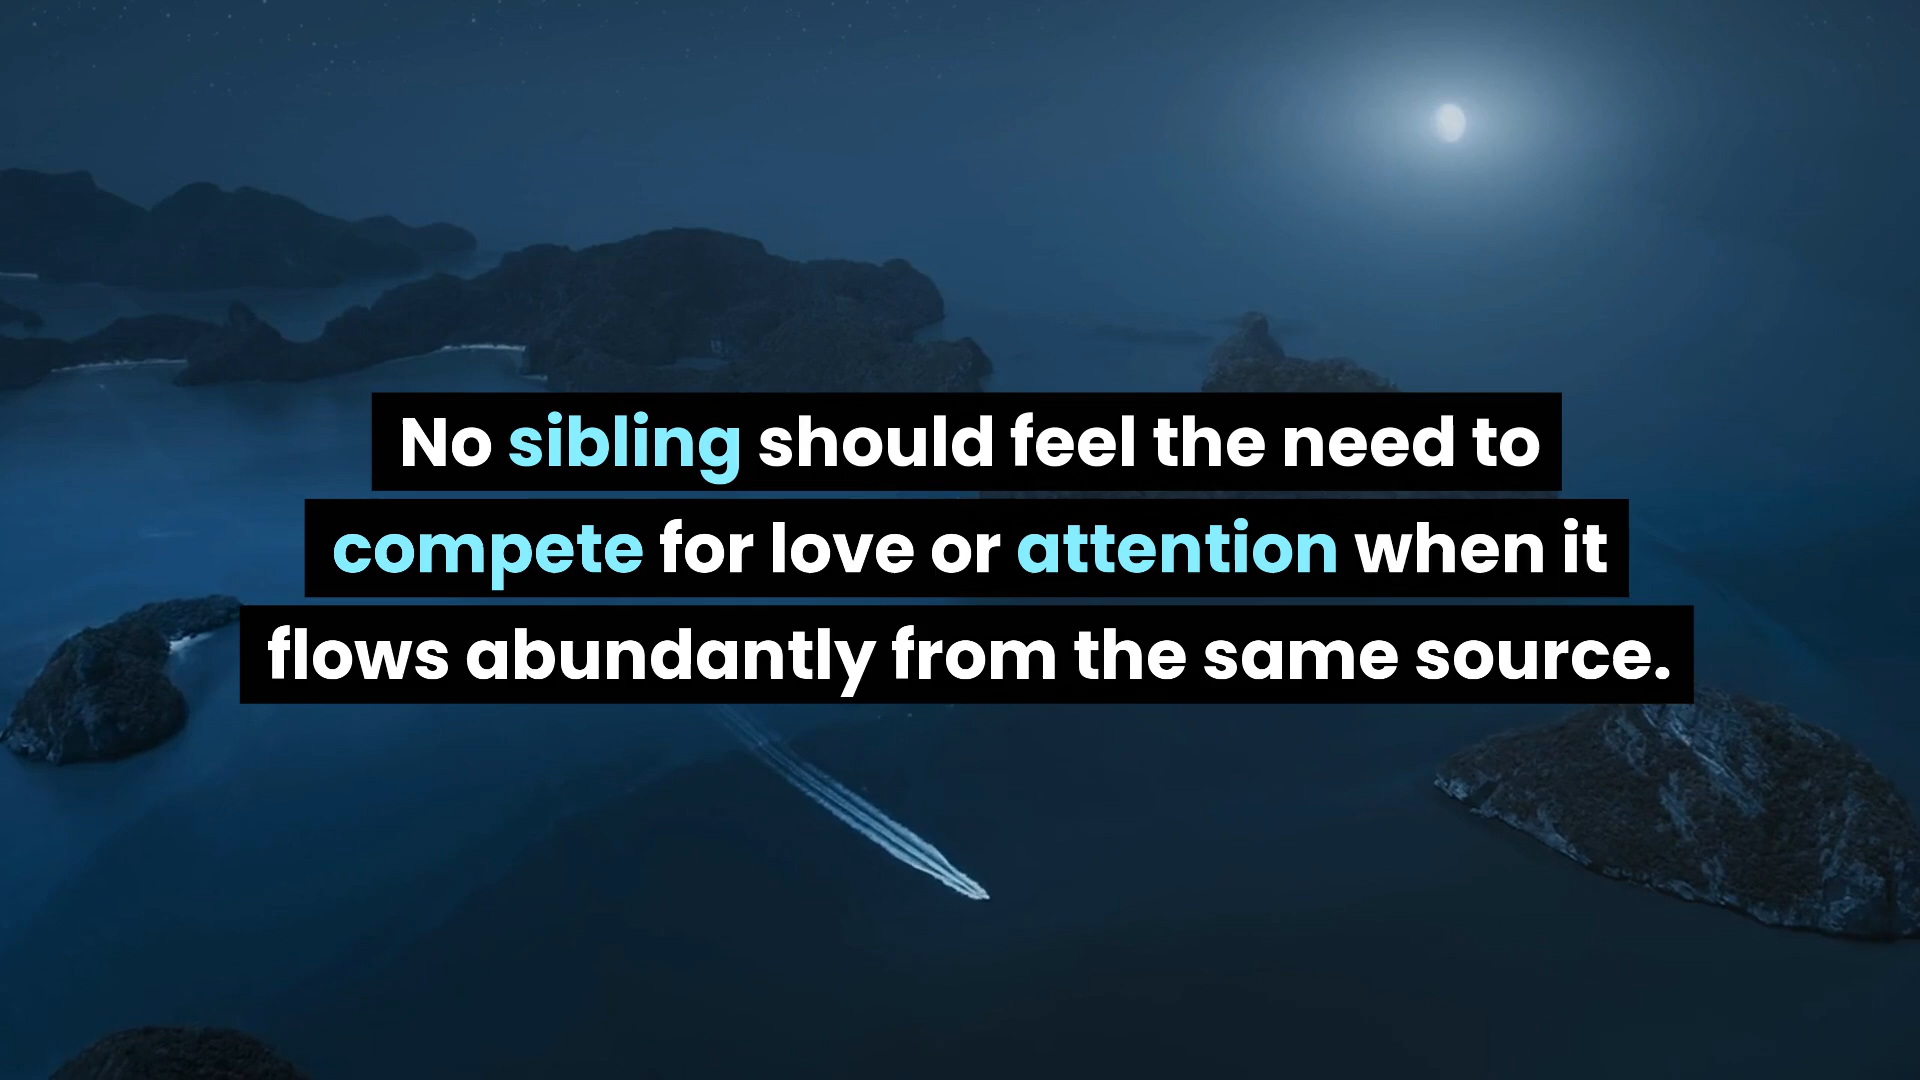 No sibling should feel the need to
compete for love or attention when it
flows abundantly from the same source.